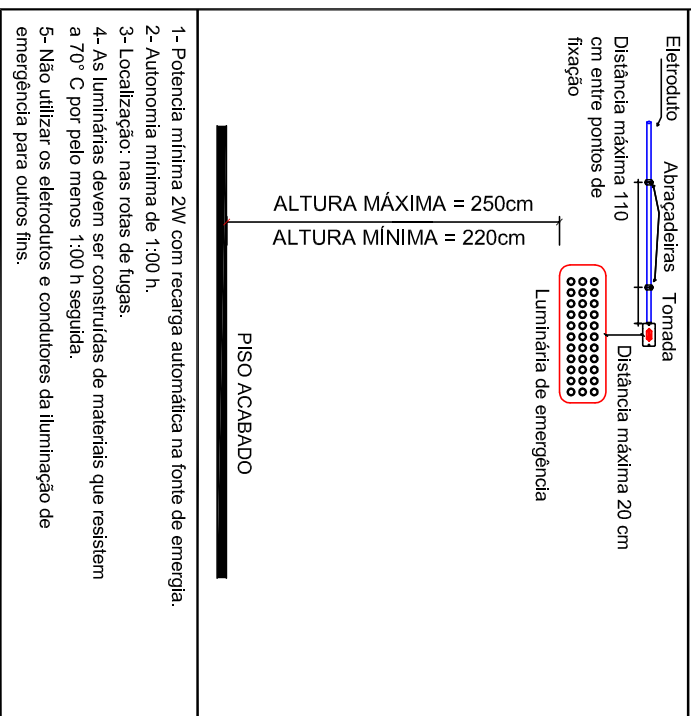 Eletroduto
Abraçadeiras
Tomada
Distância máxima 110
cm entre pontos de
fixação
Distância máxima 20 cm
Luminária de emergência
ALTURA MÁXIMA = 250cm
ALTURA MÍNIMA = 220cm
PISO ACABADO
1- Potencia mínima 2W com recarga automática na fonte de emergia.
2- Autonomia mínima de 1:00 h.
3- Localização: nas rotas de fugas.
4- As luminárias devem ser construídas de materiais que resistem
a 70° C por pelo menos 1:00 h seguida.
5- Não utilizar os eletrodutos e condutores da iluminação de
emergência para outros fins.